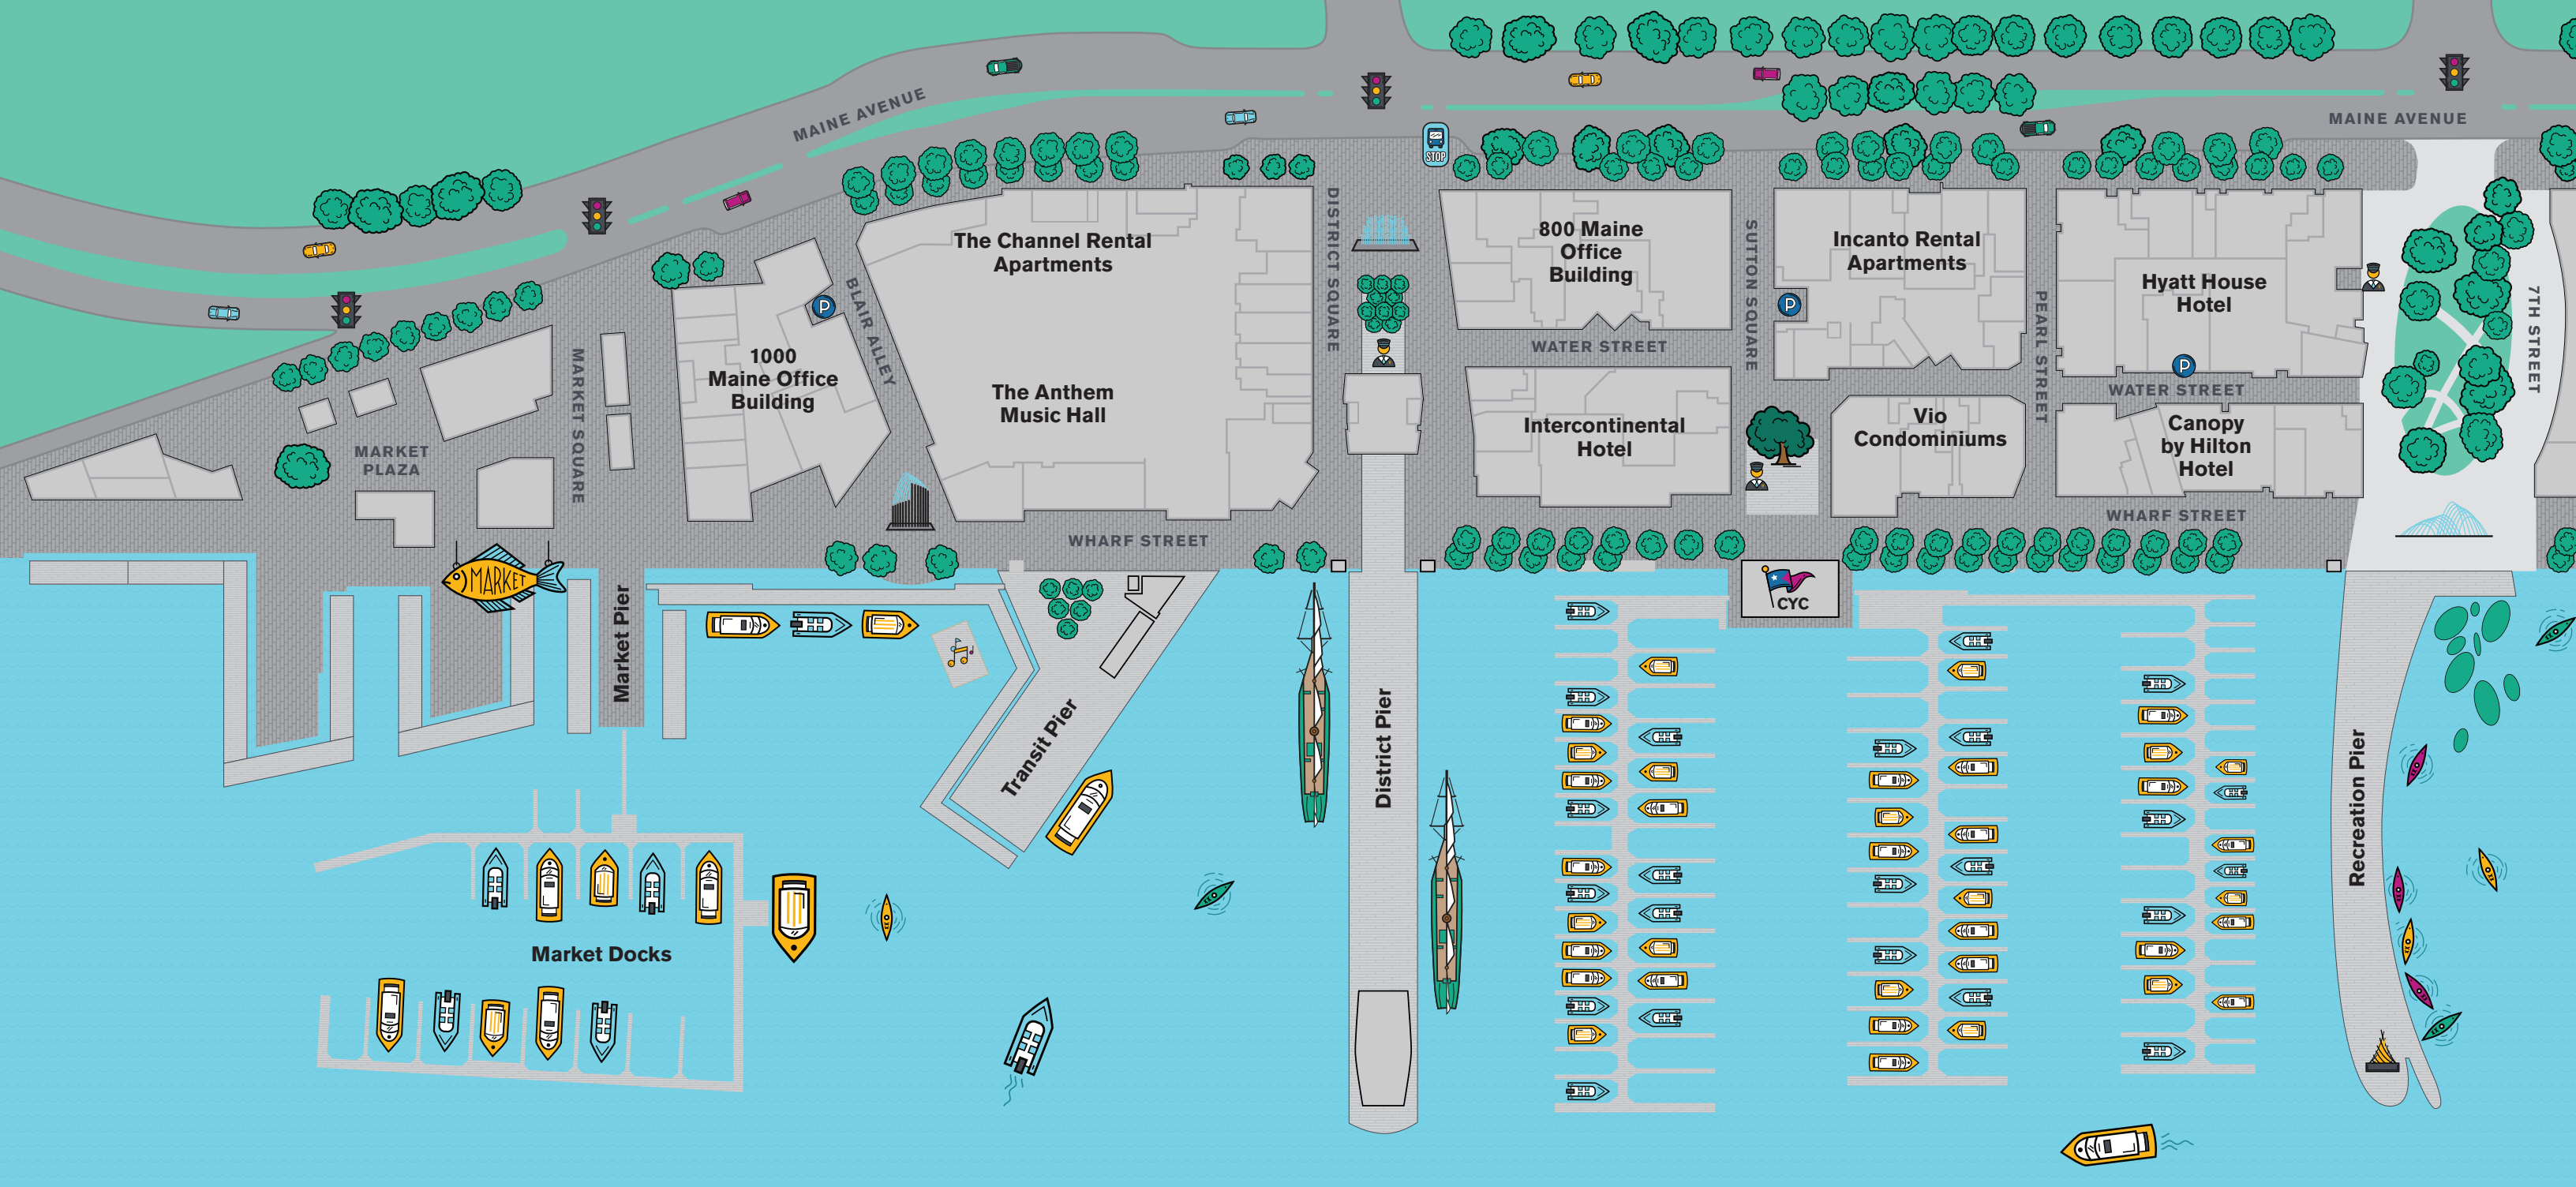 MAINE AVENUE
MAINE AVENUE
STOP
The Channel Rental
Apartments
DISTRICT SQUARE
800 Maine
Office
Building
SUTTON SQUARE
Incanto Rental
Apartments
P
PEARL STREET
Hyatt House
Hotel
P
7TH STREET
P
BLAIR ALLEY
1000
Maine Office
Building
The Anthem
Music Hall
WATER STREET
WATER STREET
MARKET SQUARE
MARKET
PLAZA
Intercontinental
Hotel
Vio
Condominiums
Canopy
by Hilton
Hotel
WHARF STREET
WHARF STREET
MARKET
Market Pier
CYC
Transit Pier
District Pier
Recreation Pier
Market Docks